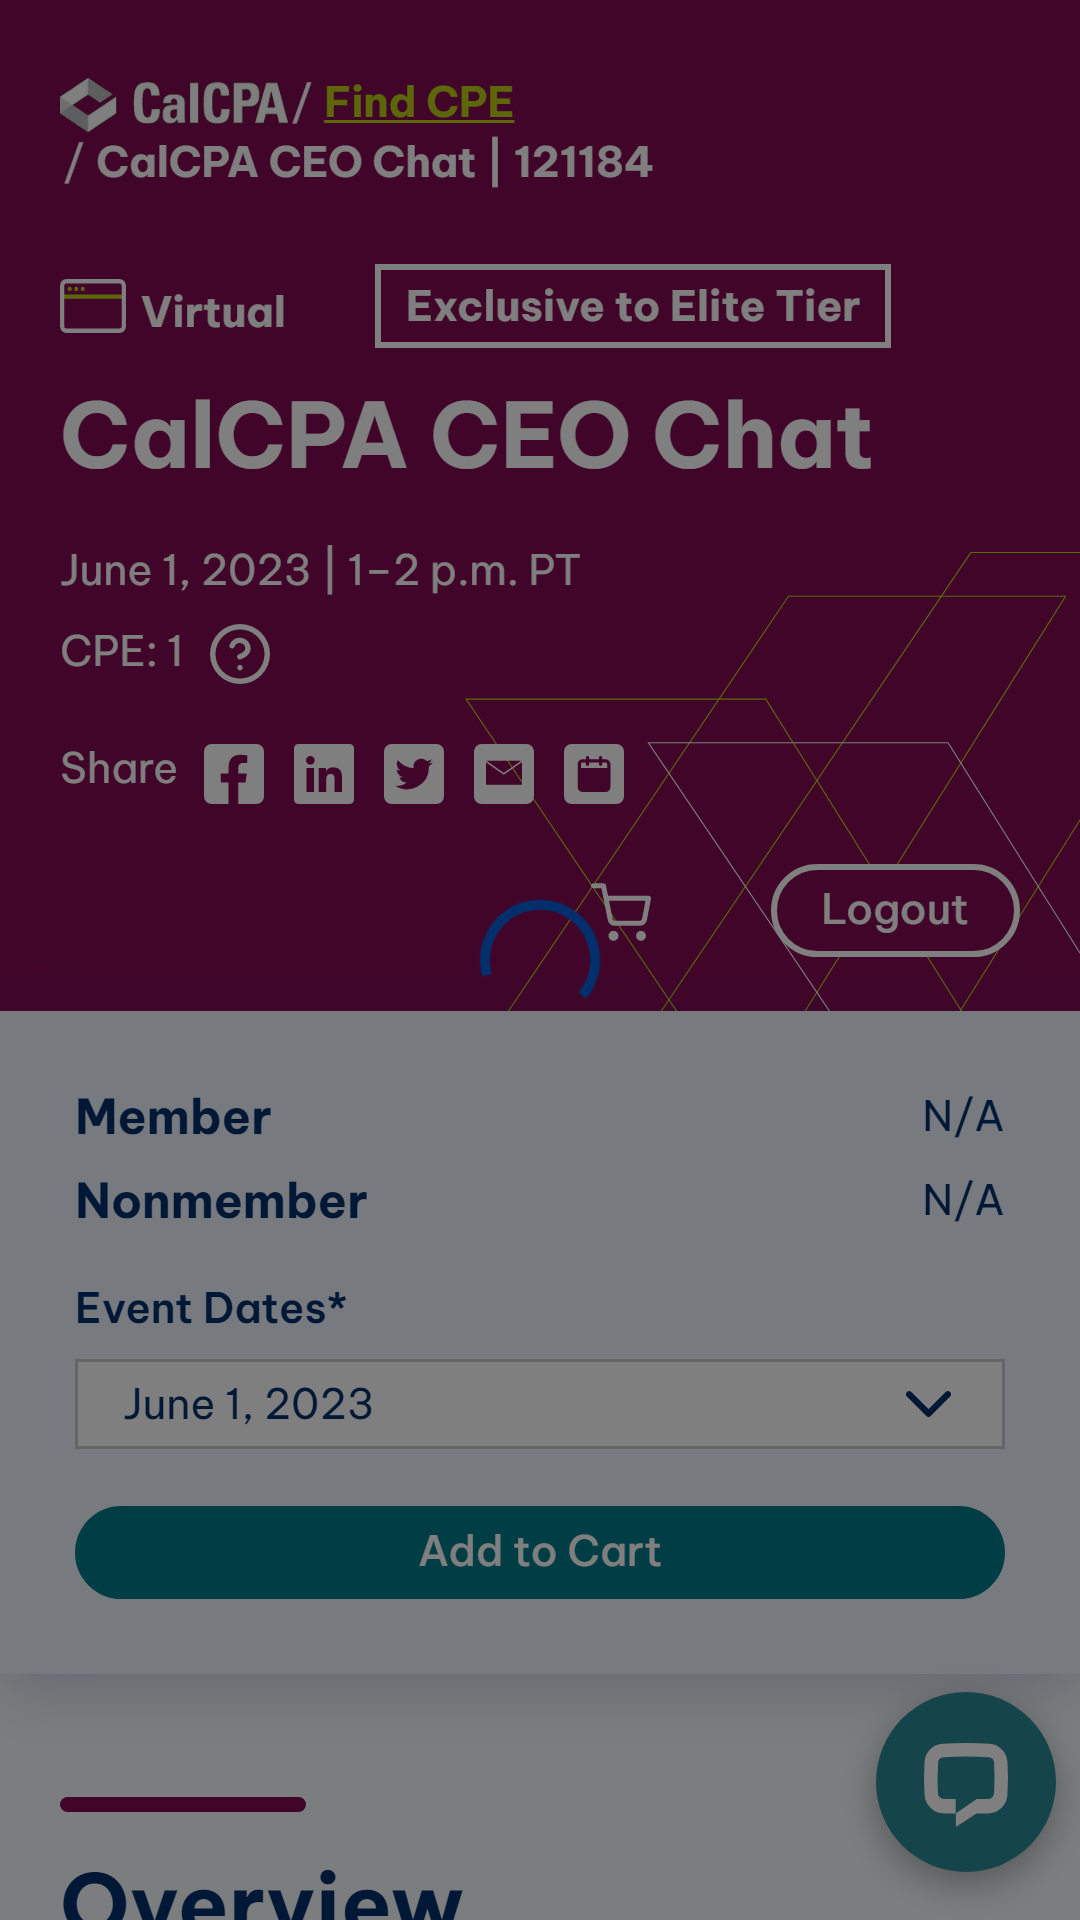 CalCPA / Find CPE
/ CalCPA CEO Chat | 121184
Virtual
Exclusive to Elite Tier
CalCPA CEO Chat
June 1, 2023 | 1–2 p.m. PT
CPE: 1 ?
Share
Logout
Member N/A
Nonmember N/A
Event Dates*
June 1, 2023
Add to Cart
Overview